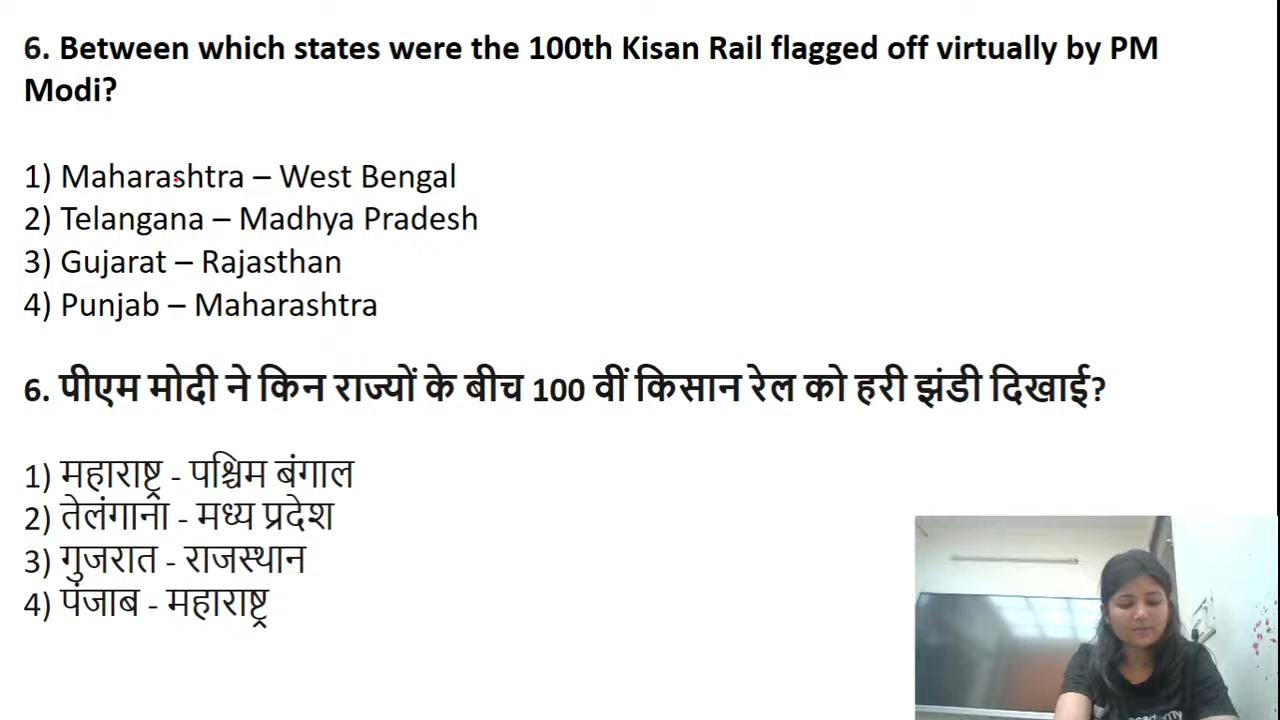 6. Between which states were the 100th Kisan Rail flagged off virtually by PM
Modi?
1) Maharashtra – West Bengal
2) Telangana – Madhya Pradesh
3) Gujarat – Rajasthan
4) Punjab – Maharashtra
6. पीएम मोदी ने किन राज्यों के बीच 100 वीं किसान रेल को हरी झंडी दिखाई?
1) महाराष्ट्र - पश्चिम बंगाल
2) तेलंगाना - मध्य प्रदेश
3) गुजरात - राजस्थान
4) पंजाब - महाराष्ट्र